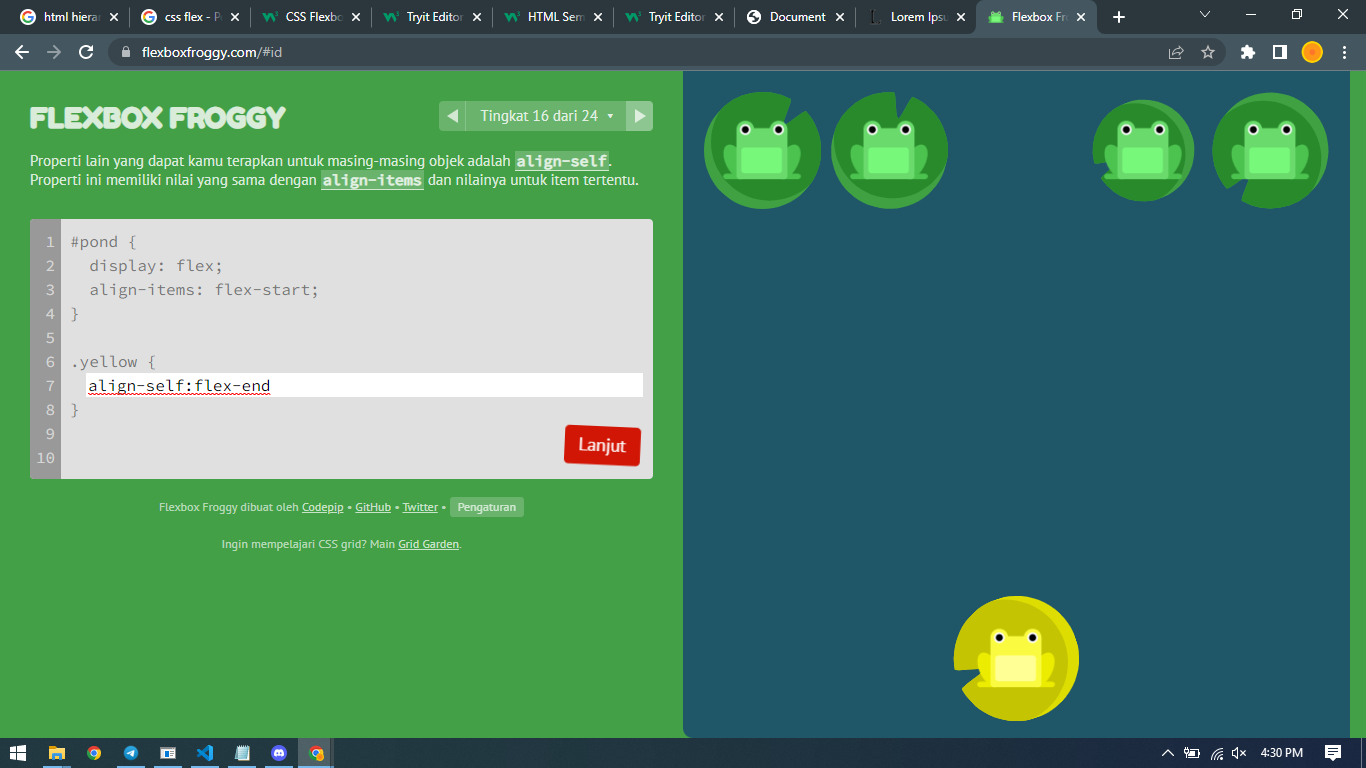 html hierar
css flex - P
CSS Flexbo
Tryit Editor
HTML Sem
Tryit Editor
Document
Lorem Ipsu
Flexbox Fro
flexboxfroggy.com/#id
FLEXBOX FROGGY
Tingkat 16 dari 24
Properti lain yang dapat kamu terapkan untuk masing-masing objek adalah align-self.
Properti ini memiliki nilai yang sama dengan align-items dan nilainya untuk item tertentu.
1 #pond {
2 display: flex;
3 align-items: flex-start;
4 }
5
6 .yellow {
7 align-self:flex-end
8 }
9
10
Lanjut
Flexbox Froggy dibuat oleh Codepip • GitHub • Twitter • Pengaturan
Ingin mempelajari CSS grid? Main Grid Garden.
4:30 PM